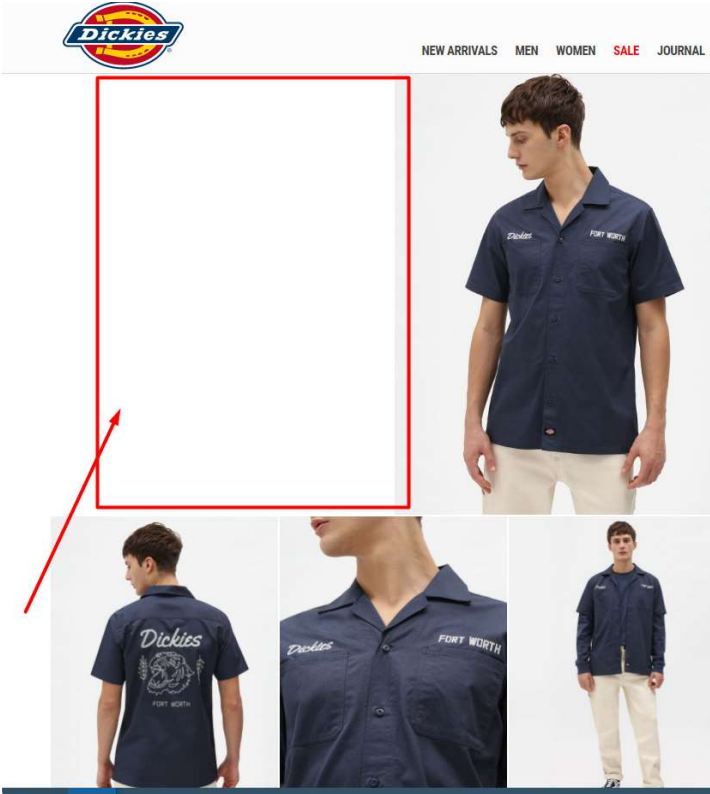 Dickies
NEW ARRIVALS MEN WOMEN SALE JOURNAL
Dickies FORT WORTH
Dickies
FORT WORTH
Dickies FORT WORTH